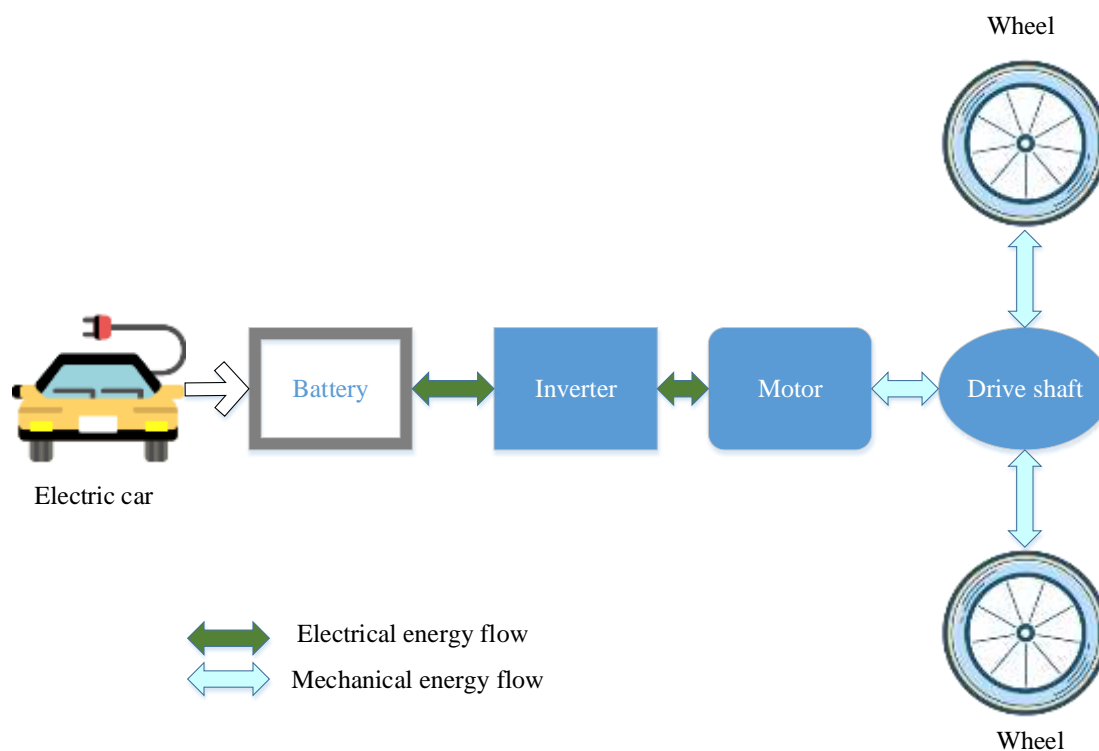 Wheel
Battery
Inverter
Motor
Drive shaft
Electric car
Electrical energy flow
Mechanical energy flow
Wheel